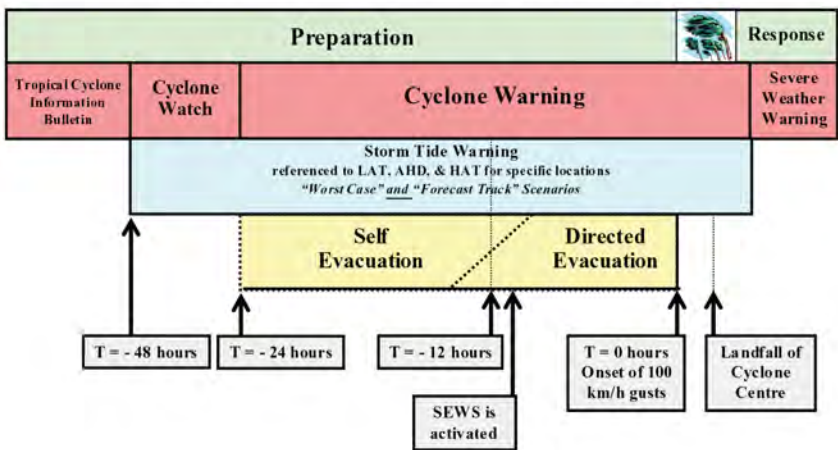 Preparation
Response
Tropical Cyclone
Information
Bulletin
Cyclone
Watch
Cyclone Warning
Severe
Weather
Warning
Storm Tide Warning
referenced to LAT, AHD, & HAT for specific locations
“Worst Case” and “Forecast Track” Scenarios
Self
Evacuation
Directed
Evacuation
T = - 48 hours
T = - 24 hours
T = - 12 hours
T = 0 hours
Onset of 100
km/h gusts
Landfall of
Cyclone
Centre
SEWS is
activated